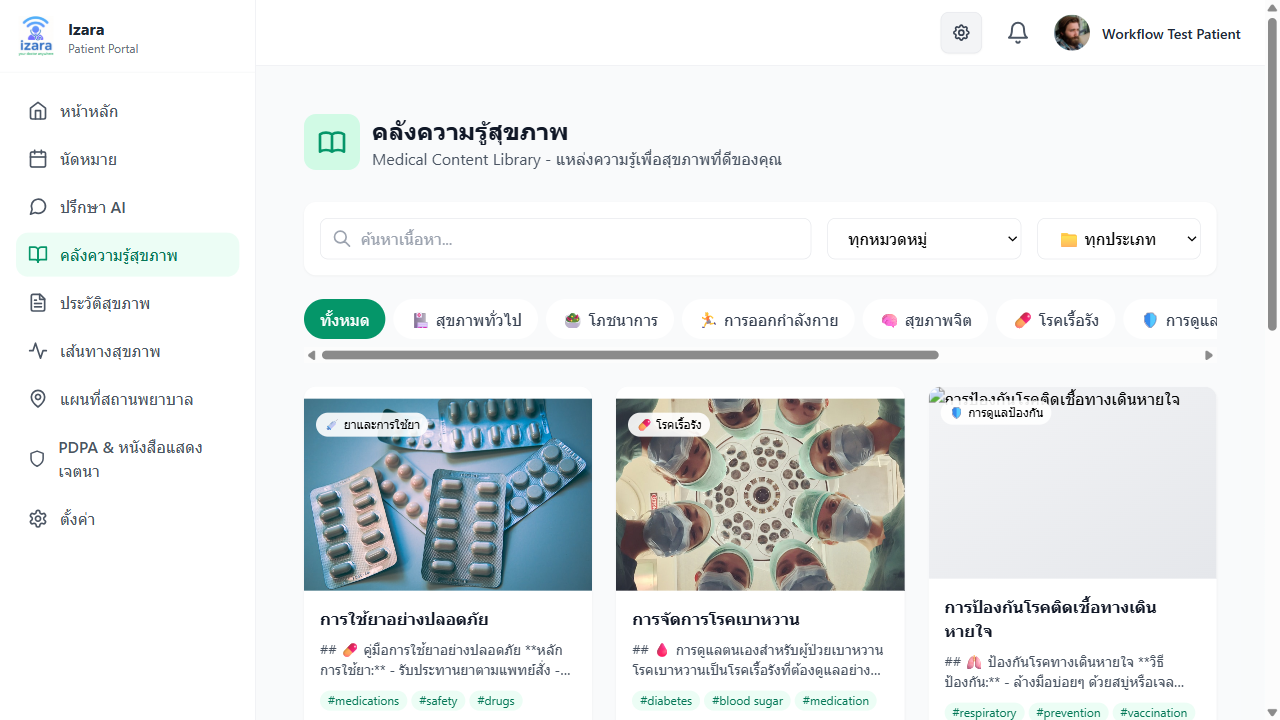 izara
Izara
Patient Portal
Workflow Test Patient
หน้าหลัก
นัดหมาย
ปรึกษา AI
คลังความรู้สุขภาพ
ประวัติสุขภาพ
เส้นทางสุขภาพ
แผนที่สถานพยาบาล
PDPA & หนังสือแสดง
เจตนา
ตั้งค่า
คลังความรู้สุขภาพ
Medical Content Library - แหล่งความรู้เพื่อสุขภาพที่ดีของคุณ
ค้นหาเนื้อหา...
ทุกหมวดหมู่
ทุกประเภท
ทั้งหมด
สุขภาพทั่วไป
โภชนาการ
การออกกำลังกาย
สุขภาพจิต
โรคเรื้อรัง
การดูแล
ยาและการใช้ยา
การใช้ยาอย่างปลอดภัย
## 💊 คู่มือการใช้ยาอย่างปลอดภัย **หลัก
การใช้ยา:** - รับประทานยาตามแพทย์สั่ง -...
#medications #safety #drugs
โรคเรื้อรัง
การจัดการโรคเบาหวาน
## 🩸 การดูแลตนเองสำหรับผู้ป่วยเบาหวาน
โรคเบาหวานเป็นโรคเรื้อรังที่ต้องดูแลอย่าง...
#diabetes #blood sugar #medication
การป้องกันโรคติดเชื้อทางเดินหายใจ
การดูแลป้องกัน
การป้องกันโรคติดเชื้อทางเดิน
หายใจ
## 🫁 ป้องกันโรคทางเดินหายใจ **วิธี
ป้องกัน:** - ล้างมือบ่อยๆ ด้วยสบู่หรือเจล...
#respiratory #prevention #vaccination